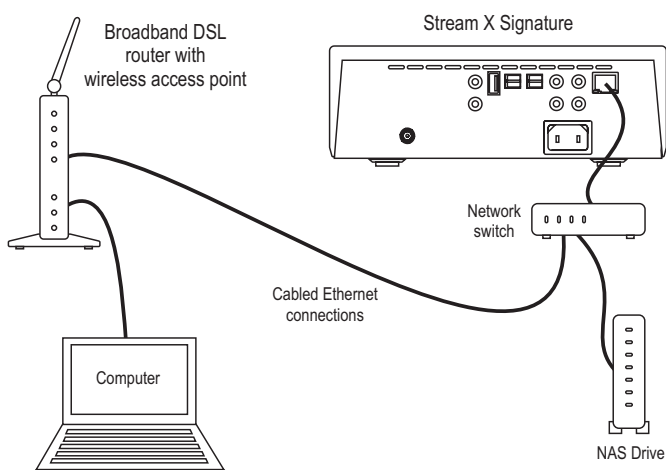 Broadband DSL
router with
wireless access point
Stream X Signature
Network
switch
Cabled Ethernet
connections
Computer
NAS Drive